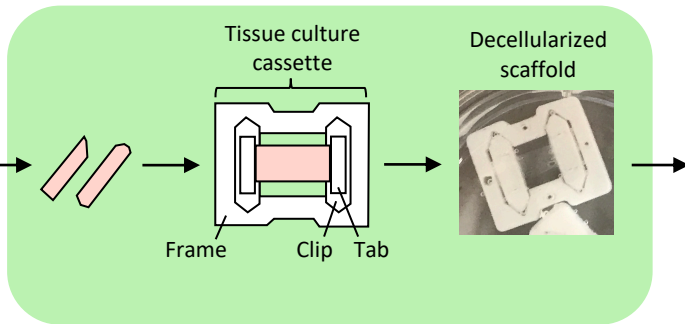 Tissue culture
cassette
Decellularized
scaffold
Frame
Clip
Tab